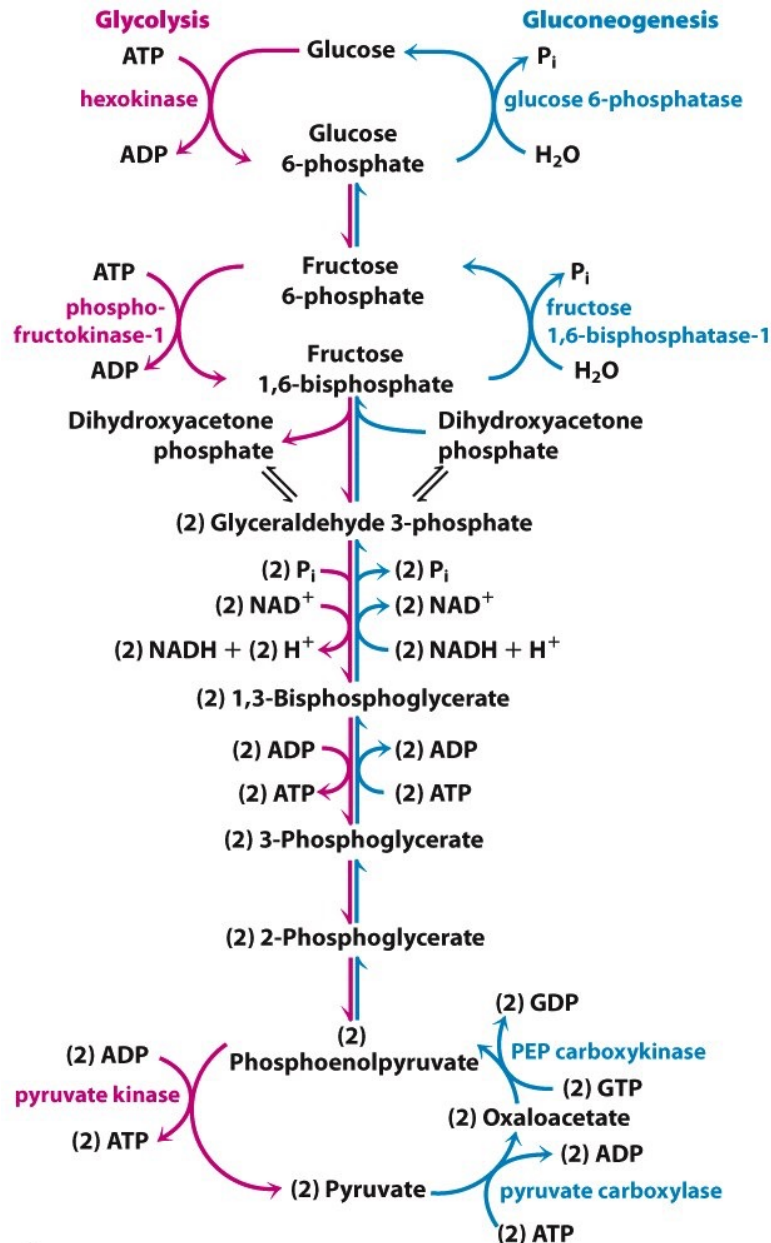 Glycolysis
Gluconeogenesis
ATP
Glucose
Pi
hexokinase
glucose 6-phosphatase
ADP
Glucose
6-phosphate
H2O
ATP
Fructose
6-phosphate
Pi
phospho-
fructokinase-1
fructose
1,6-bisphosphatase-1
ADP
Fructose
1,6-bisphosphate
H2O
Dihydroxyacetone
phosphate
Dihydroxyacetone
phosphate
(2) Glyceraldehyde 3-phosphate
(2) Pi
(2) Pi
(2) NAD+
(2) NAD+
(2) NADH + (2) H+
(2) NADH + H+
(2) 1,3-Bisphosphoglycerate
(2) ADP
(2) ADP
(2) ATP
(2) ATP
(2) 3-Phosphoglycerate
(2) 2-Phosphoglycerate
(2) GDP
(2)
Phosphoenolpyruvate
(2) ADP
PEP carboxykinase
pyruvate kinase
(2) GTP
(2) Oxaloacetate
(2) ATP
(2) ADP
(2) Pyruvate
pyruvate carboxylase
(2) ATP